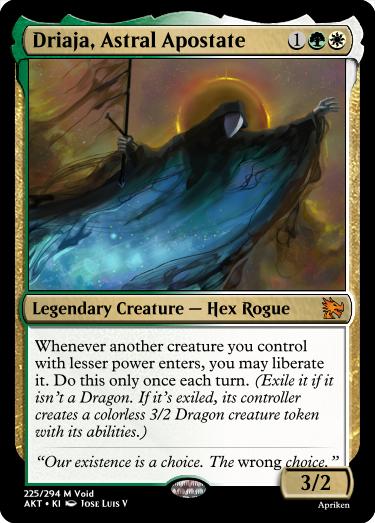 Driaja, Astral Apostate 1
Legendary Creature — Hex Rogue
Whenever another creature you control
with lesser power enters, you may liberate
it. Do this only once each turn. (Exile it if it
isn't a Dragon. If it's exiled, its controller
creates a colorless 3/2 Dragon creature token
with its abilities.)
“Our existence is a choice. The wrong choice.”
3/2
225/294 M Void
AKT • KI Jose Luis V
Apriken